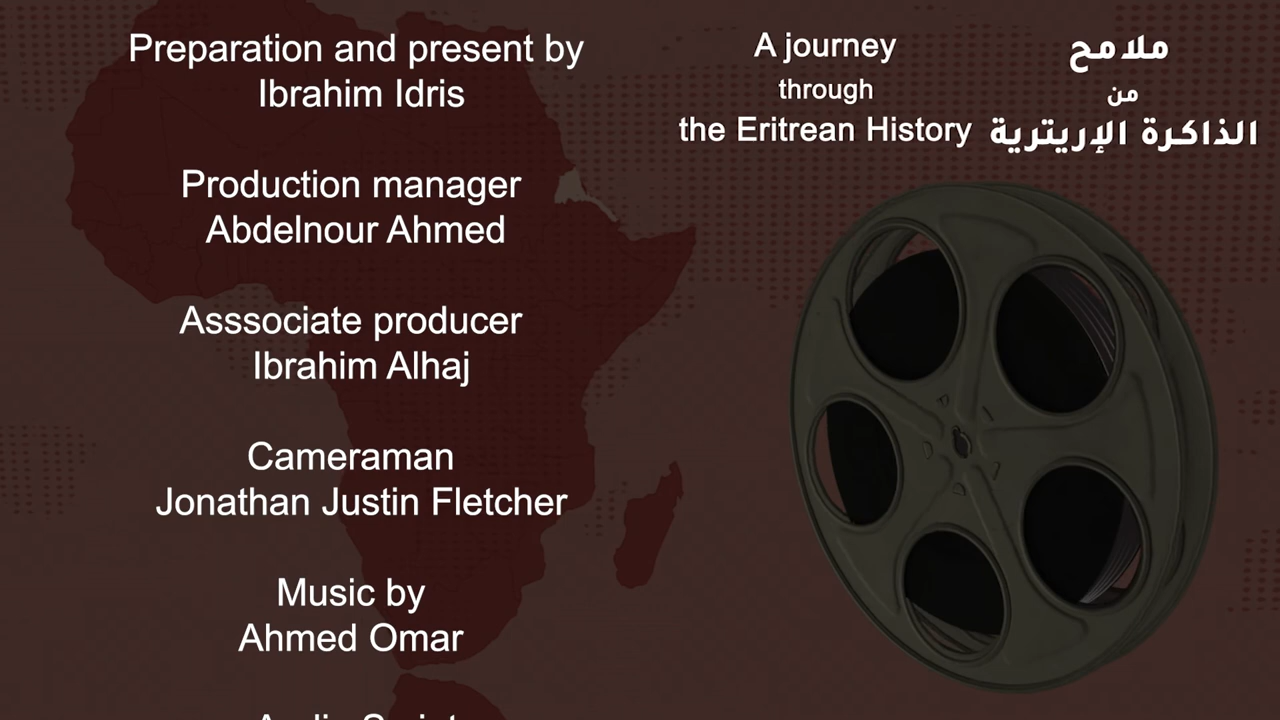 Preparation and present by
Ibrahim Idris
Production manager
Abdelnour Ahmed
Asssociate producer
Ibrahim Alhaj
Cameraman
Jonathan Justin Fletcher
Music by
Ahmed Omar
A journey
through
the Eritrean History
ملامح
من
الذاكرة الإريترية